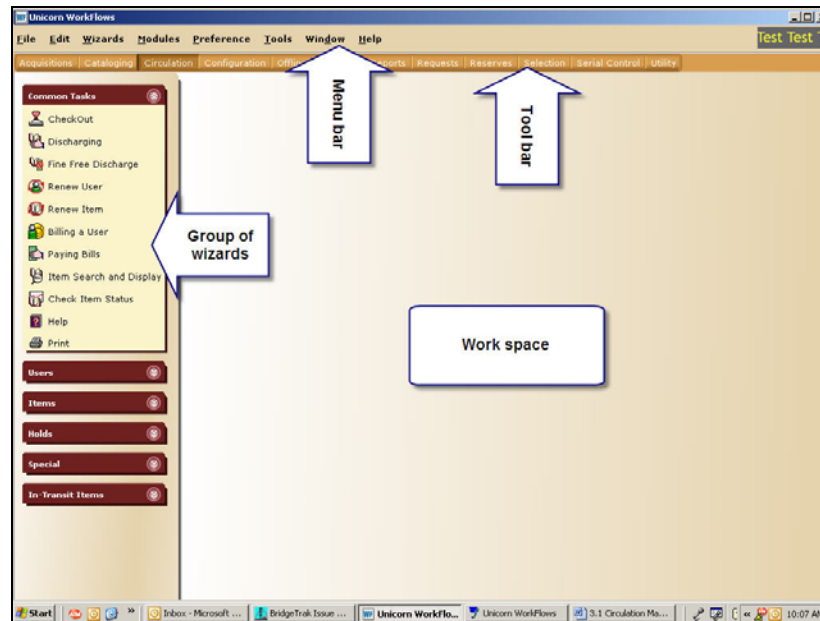 Unicorn WorkFlows
File Edit Wizards Modules Preference Tools Window Help
Test Test
Acquisitions Cataloging Circulation Configuration Requests Reserves Selection Serial Control Utility
Menu bar
Tool bar
Common Tasks
CheckOut
Discharging
Fine Free Discharge
Renew User
Renew Item
Billing a User
Paying Bills
Item Search and Display
Check Item Status
Help
Print
Group of wizards
Work space
Users
Items
Holds
Special
In-Transit Items
Start Inbox - Microsoft ... BridgeTrak Issue ... Unicorn WorkFlo... Unicorn WorkFlows 3.1 Circulation Ma... 10:07 AM